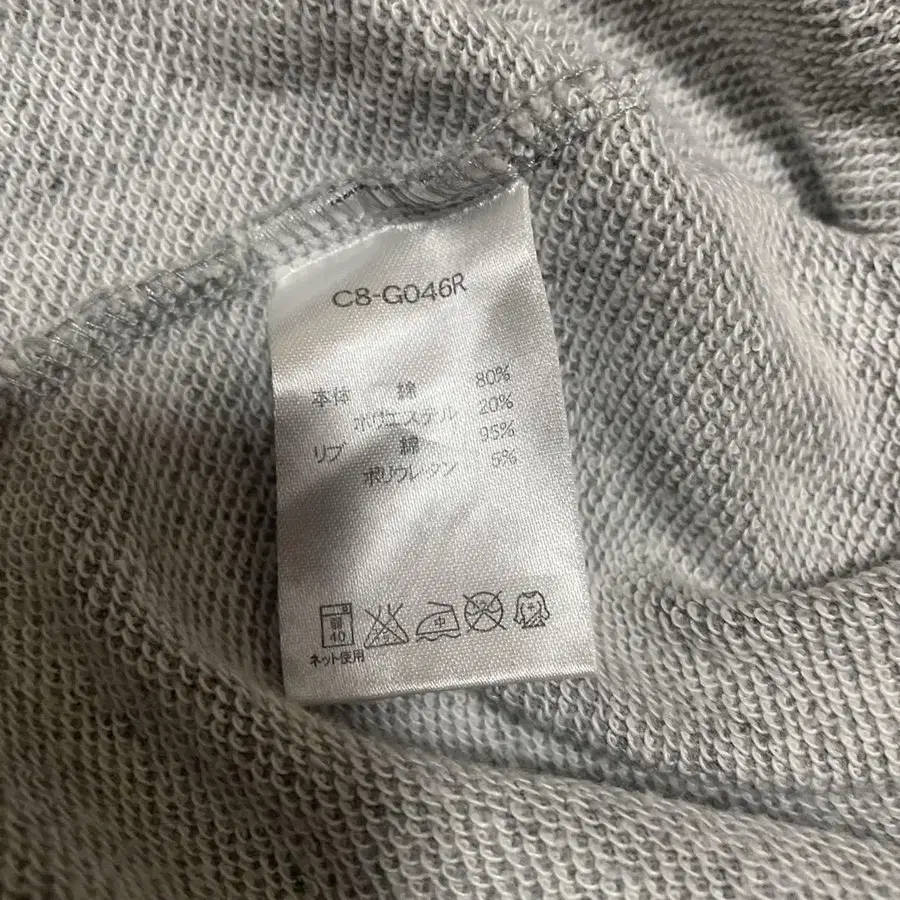 C8-G046R
本体 綿 80%
ポリエステル 20%
リブ 綿 95%
ポリウレタン 5%
40 中
ネット使用